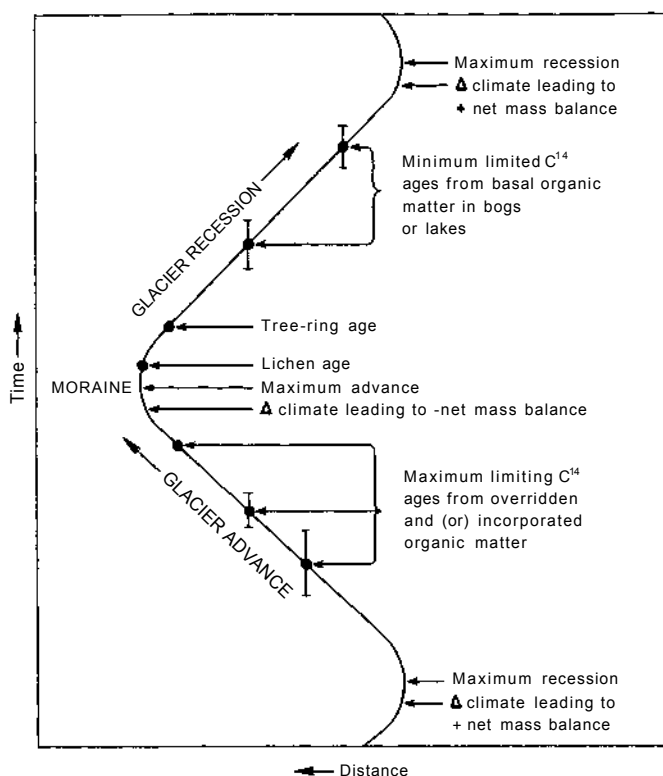 Maximum recession
Δ climate leading to
+ net mass balance
Minimum limited C¹⁴
ages from basal organic
matter in bogs
or lakes
GLACIER RECESSION
Tree-ring age
Lichen age
MORAINE
Maximum advance
Δ climate leading to -net mass balance
Time
GLACIER ADVANCE
Maximum limiting C¹⁴
ages from overridden
and (or) incorporated
organic matter
Maximum recession
Δ climate leading to
+ net mass balance
Distance